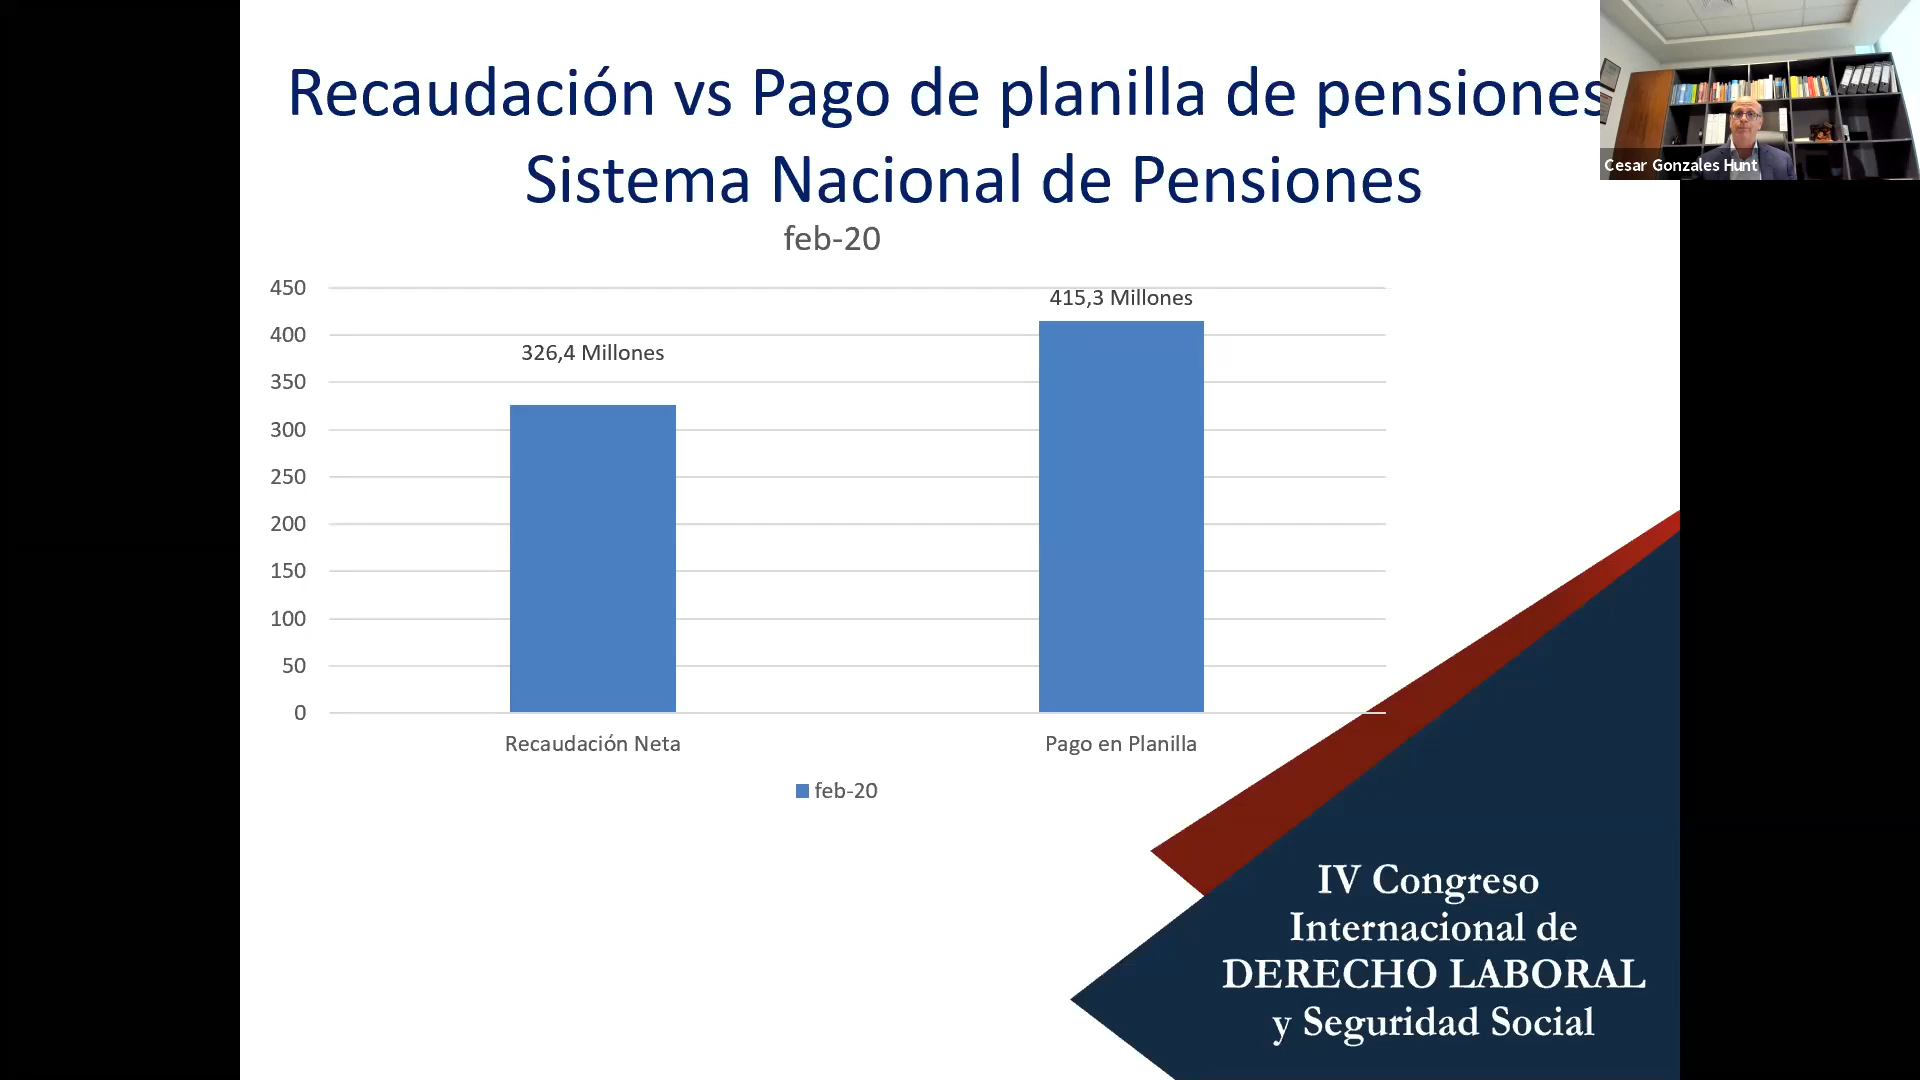 Recaudación vs Pago de planilla de pensiones
Sistema Nacional de Pensiones
Cesar Gonzales Hunt
feb-20
450
400
350
300
250
200
150
100
50
0
326,4 Millones
415,3 Millones
Recaudación Neta
Pago en Planilla
feb-20
IV Congreso
Internacional de
DERECHO LABORAL
y Seguridad Social